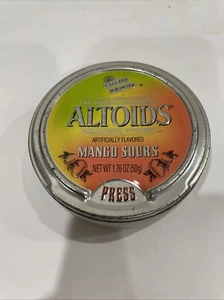 CALLARD
& BOWSER
ALTOIDS
ARTIFICIALLY FLAVORED
MANGO SOURS
NET WT 1.76 OZ (50g)
PRESS